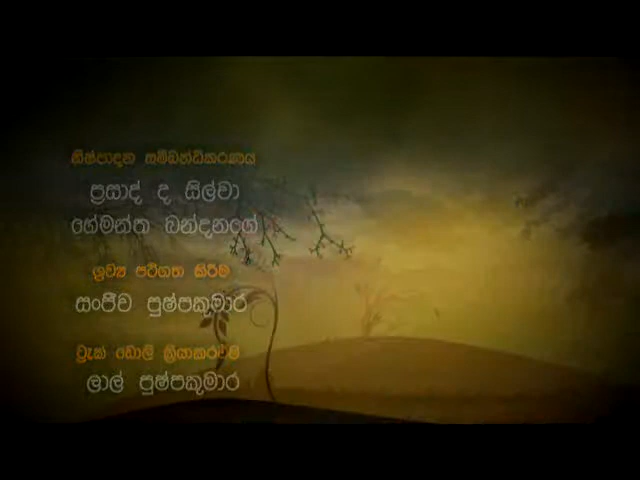 නිෂ්පාදන සම්බන්ධීකරණය
ප්‍රසාද් ද සිල්වා
හේමන්ත බන්දනගේ
ශ්‍රව්‍ය පටිගත කිරීම
සංජීව පුෂ්පකුමාර
ට්‍රැක් ඩොලි ක්‍රියාකරවීම
ලාල් පුෂ්පකුමාර